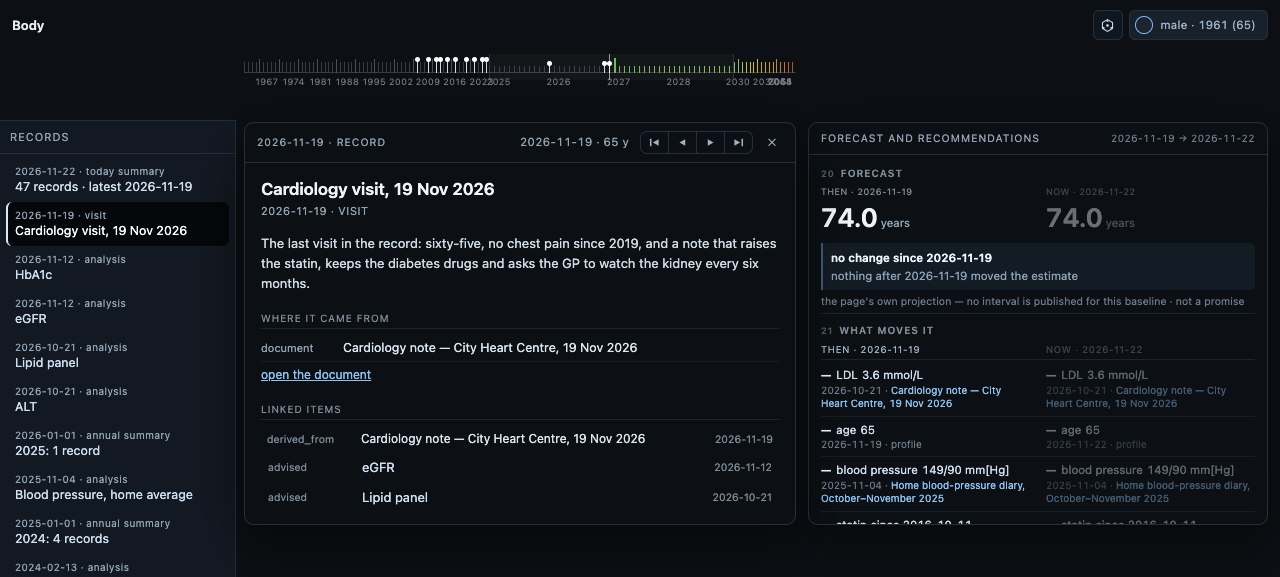 Body
male · 1961 (65)
1967 1974 1981 1988 1995 2002 2009 2016 2025 2026 2027 2028 2030
RECORDS
2026-11-22 · today summary
47 records · latest 2026-11-19
2026-11-19 · visit
Cardiology visit, 19 Nov 2026
2026-11-12 · analysis
HbA1c
2026-11-12 · analysis
eGFR
2026-10-21 · analysis
Lipid panel
2026-10-21 · analysis
ALT
2026-01-01 · annual summary
2025: 1 record
2025-11-04 · analysis
Blood pressure, home average
2025-01-01 · annual summary
2024: 4 records
2024-02-13 · analysis
2026-11-19 · RECORD
2026-11-19 · 65 y
Cardiology visit, 19 Nov 2026
2026-11-19 · VISIT
The last visit in the record: sixty-five, no chest pain since 2019, and a note that raises
the statin, keeps the diabetes drugs and asks the GP to watch the kidney every six
months.
WHERE IT CAME FROM
document Cardiology note — City Heart Centre, 19 Nov 2026
open the document
LINKED ITEMS
derived_from Cardiology note — City Heart Centre, 19 Nov 2026 2026-11-19
advised eGFR 2026-11-12
advised Lipid panel 2026-10-21
FORECAST AND RECOMMENDATIONS 2026-11-19 → 2026-11-22
20 FORECAST
THEN · 2026-11-19 NOW · 2026-11-22
74.0 years 74.0 years
no change since 2026-11-19
nothing after 2026-11-19 moved the estimate
the page's own projection — no interval is published for this baseline · not a promise
21 WHAT MOVES IT
THEN · 2026-11-19 NOW · 2026-11-22
— LDL 3.6 mmol/L — LDL 3.6 mmol/L
2026-10-21 · Cardiology note — City 2026-10-21 · Cardiology note — City
Heart Centre, 19 Nov 2026 Heart Centre, 19 Nov 2026
— age 65 — age 65
2026-11-19 · profile 2026-11-22 · profile
— blood pressure 149/90 mm[Hg] — blood pressure 149/90 mm[Hg]
2025-11-04 · Home blood-pressure diary, 2025-11-04 · Home blood-pressure diary,
October–November 2025 October–November 2025
— statin since 2016-10-11 — statin since 2016-10-11